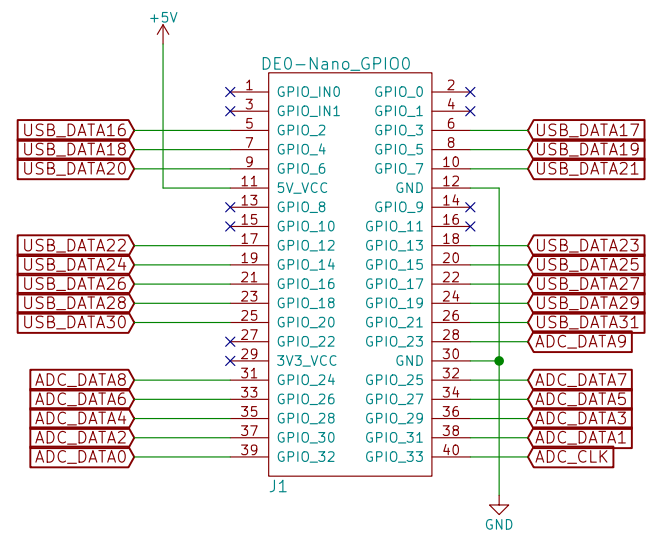 +5V
DE0-Nano_GPIO0
1 GPIO_IN0 GPIO_0 2
3 GPIO_IN1 GPIO_1 4
USB_DATA16 5 GPIO_2 GPIO_3 6 USB_DATA17
USB_DATA18 7 GPIO_4 GPIO_5 8 USB_DATA19
USB_DATA20 9 GPIO_6 GPIO_7 10 USB_DATA21
11 5V_VCC GND 12
13 GPIO_8 GPIO_9 14
15 GPIO_10 GPIO_11 16
USB_DATA22 17 GPIO_12 GPIO_13 18 USB_DATA23
USB_DATA24 19 GPIO_14 GPIO_15 20 USB_DATA25
USB_DATA26 21 GPIO_16 GPIO_17 22 USB_DATA27
USB_DATA28 23 GPIO_18 GPIO_19 24 USB_DATA29
USB_DATA30 25 GPIO_20 GPIO_21 26 USB_DATA31
27 GPIO_22 GPIO_23 28 ADC_DATA9
29 3V3_VCC GND 30
ADC_DATA8 31 GPIO_24 GPIO_25 32 ADC_DATA7
ADC_DATA6 33 GPIO_26 GPIO_27 34 ADC_DATA5
ADC_DATA4 35 GPIO_28 GPIO_29 36 ADC_DATA3
ADC_DATA2 37 GPIO_30 GPIO_31 38 ADC_DATA1
ADC_DATA0 39 GPIO_32 GPIO_33 40 ADC_CLK
J1
GND